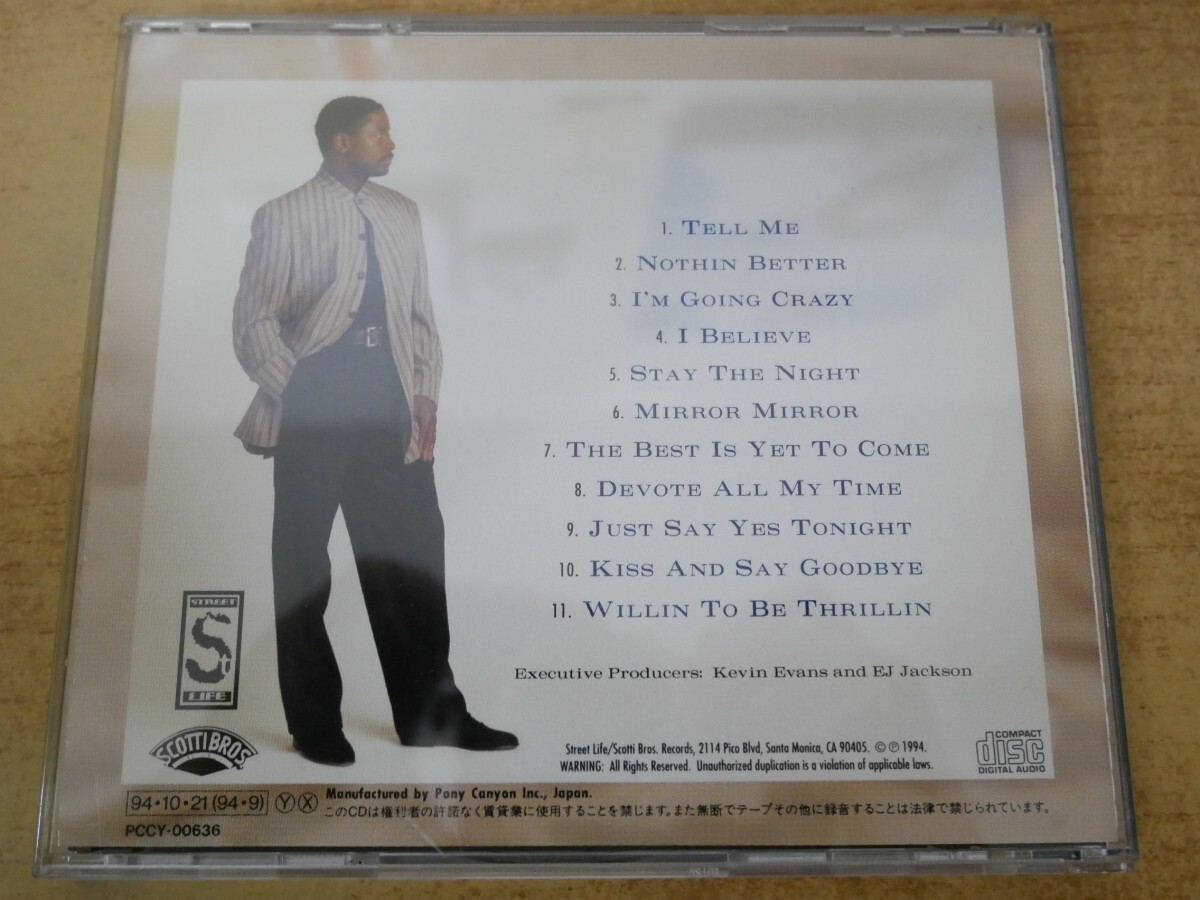 1. TELL ME
2. NOTHIN BETTER
3. I'M GOING CRAZY
4. I BELIEVE
5. STAY THE NIGHT
6. MIRROR MIRROR
7. THE BEST IS YET TO COME
8. DEVOTE ALL MY TIME
9. JUST SAY YES TONIGHT
10. KISS AND SAY GOODBYE
11. WILLIN TO BE THRILLIN
Executive Producers: Kevin Evans and EJ Jackson
STREET
St
LIFE
SCOTTI BROS.
Street Life/Scotti Bros. Records, 2114 Pico Blvd, Santa Monica, CA 90405. © ℗ 1994.
WARNING: All Rights Reserved. Unauthorized duplication is a violation of applicable laws.
COMPACT
disc
DIGITAL AUDIO
94・10・21(94・9) Ⓨ Ⓧ Manufactured by Pony Canyon Inc., Japan.
このCDは権利者の許諾なく賃貸業に使用することを禁じます。また無断でテープその他に録音することは法律で禁じられています。
PCCY-00636